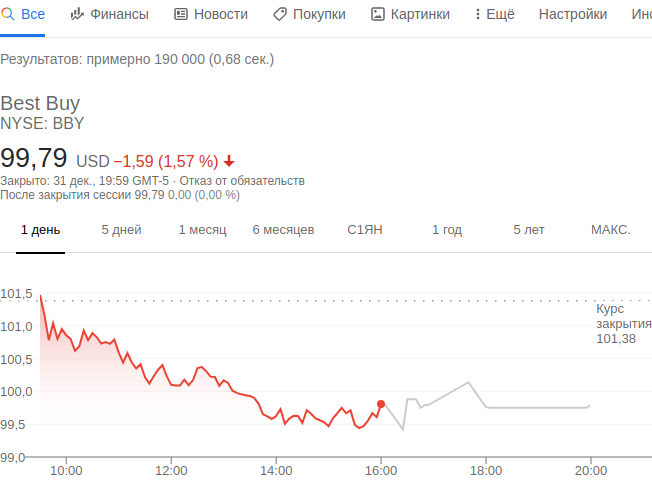 Все Финансы Новости Покупки Картинки Ещё Настройки
Результатов: примерно 190 000 (0,68 сек.)
Best Buy
NYSE: BBY
99,79 USD −1,59 (1,57 %)
Закрыто: 31 дек., 19:59 GMT-5 · Отказ от обязательств
После закрытия сессии 99,79 0,00 (0,00 %)
1 день 5 дней 1 месяц 6 месяцев С1ЯН 1 год 5 лет МАКС.
101,5
Курс
закрытия
101,38
101,0
100,5
100,0
99,5
99,0
10:00 12:00 14:00 16:00 18:00 20:00